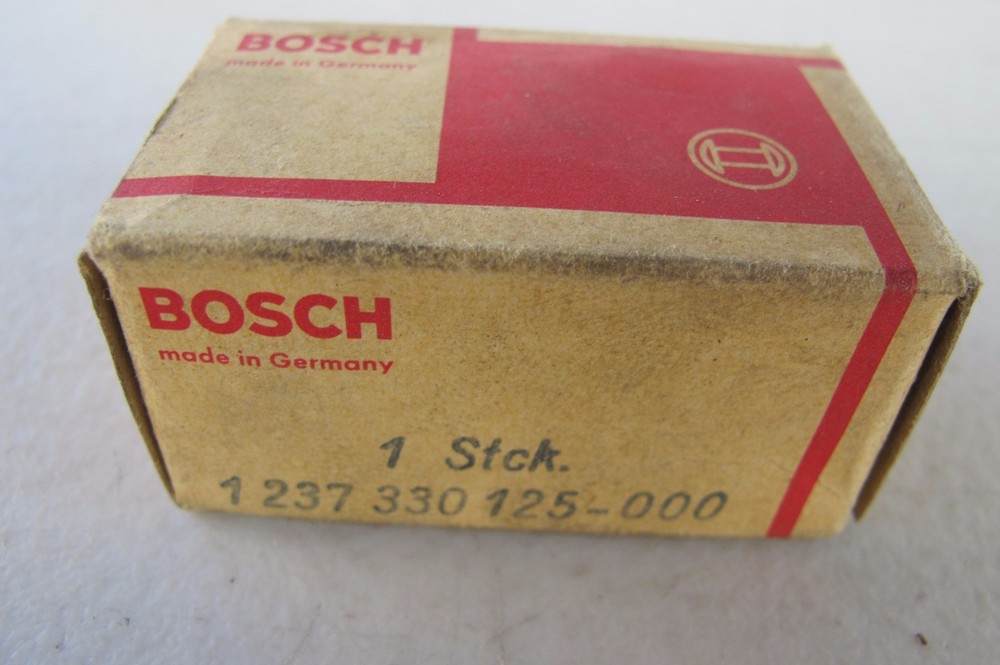 BOSCH
made in Germany
BOSCH
made in Germany
1 Stck.
1 237 330 125-000